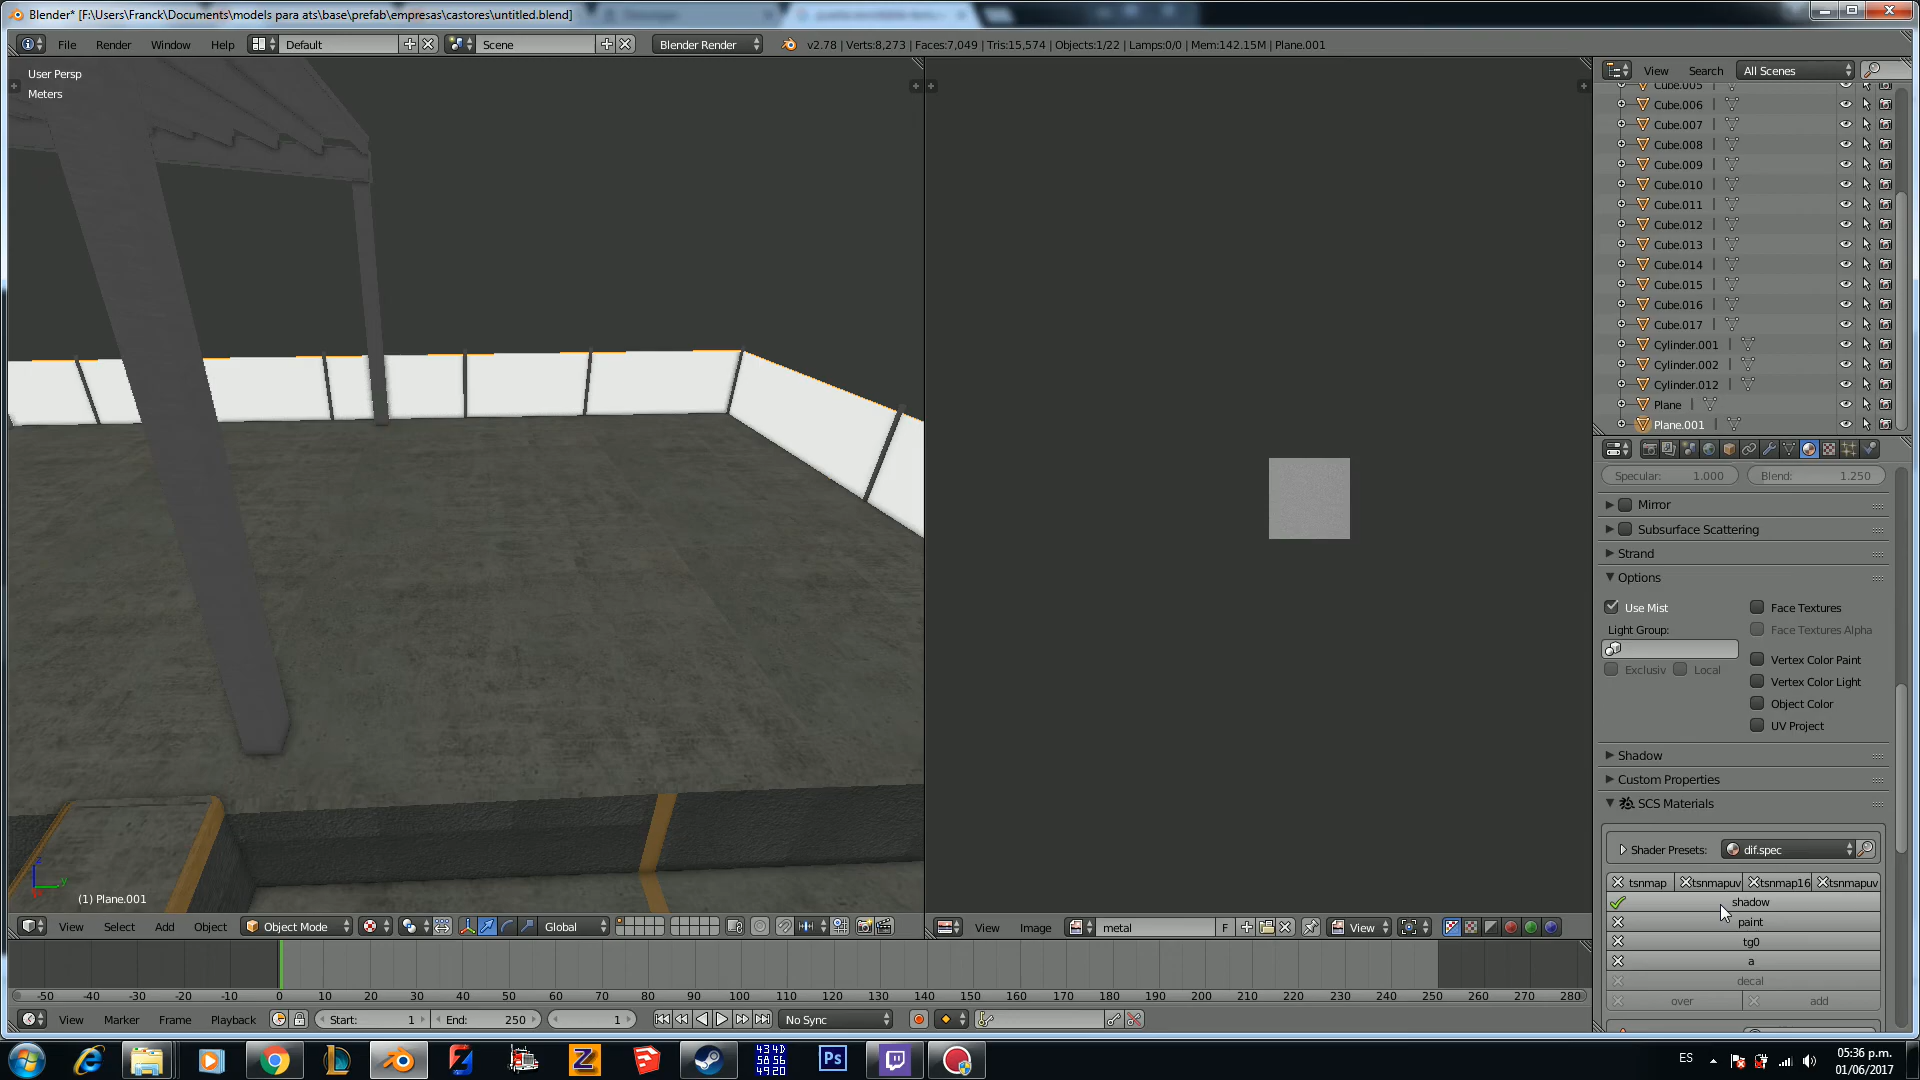 Blender* [F:\Users\Franck\Documents\models para ats\base\prefab\empresas\castores\untitled.blend]
File Render Window Help Default Scene Blender Render v2.78 | Verts:8,273 | Faces:7,049 | Tris:15,574 | Objects:1/22 | Lamps:0/0 | Mem:142.15M | Plane.001
User Persp
Meters
View Search All Scenes
Cube.005
Cube.006
Cube.007
Cube.008
Cube.009
Cube.010
Cube.011
Cube.012
Cube.013
Cube.014
Cube.015
Cube.016
Cube.017
Cylinder.001
Cylinder.002
Cylinder.012
Plane
Plane.001
Specular: 1.000 Blend: 1.250
Mirror
Subsurface Scattering
Strand
Options
Use Mist Face Textures
Light Group: Face Textures Alpha
Vertex Color Paint
Exclusiv Local
Vertex Color Light
Object Color
UV Project
Shadow
Custom Properties
SCS Materials
Shader Presets: dif.spec
tsnmap tsnmapuv tsnmap16 tsnmapuv
shadow
paint
tg0
a
decal
over add
(1) Plane.001
View Select Add Object Object Mode Global
View Image metal F View
-50 -40 -30 -20 -10 0 10 20 30 40 50 60 70 80 90 100 110 120 130 140 150 160 170 180 190 200 210 220 230 240 250 260 270 280
View Marker Frame Playback Start: 1 End: 250 1 No Sync
434D
5856
4920
Ps
ES
05:36 p.m.
01/06/2017